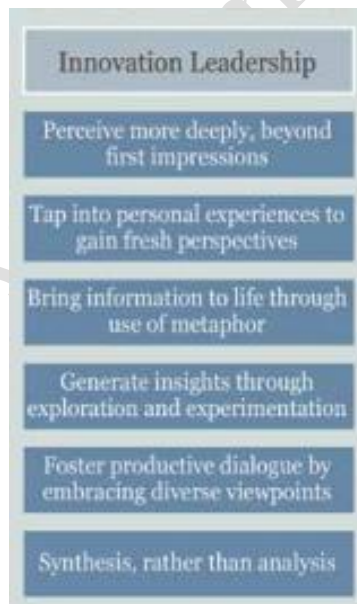 Innovation Leadership
Perceive more deeply, beyond
first impressions
Tap into personal experiences to
gain fresh perspectives
Bring information to life through
use of metaphor
Generate insights through
exploration and experimentation
Foster productive dialogue by
embracing diverse viewpoints
Synthesis, rather than analysis